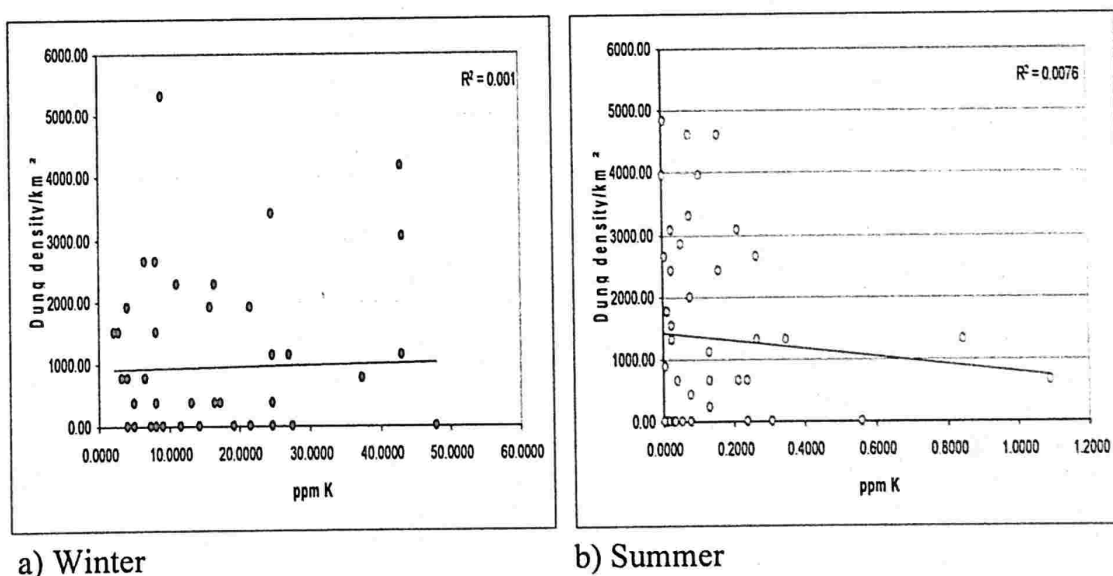 6000.00
5000.00
4000.00
3000.00
2000.00
1000.00
0.00
Dung density/km²
R² = 0.001
0.0000 10.0000 20.0000 30.0000 40.0000 50.0000 60.0000
ppm K
a) Winter
6000.00
5000.00
4000.00
3000.00
2000.00
1000.00
0.00
Dung density/km²
R² = 0.0076
0.0000 0.2000 0.4000 0.6000 0.8000 1.0000 1.2000
ppm K
b) Summer